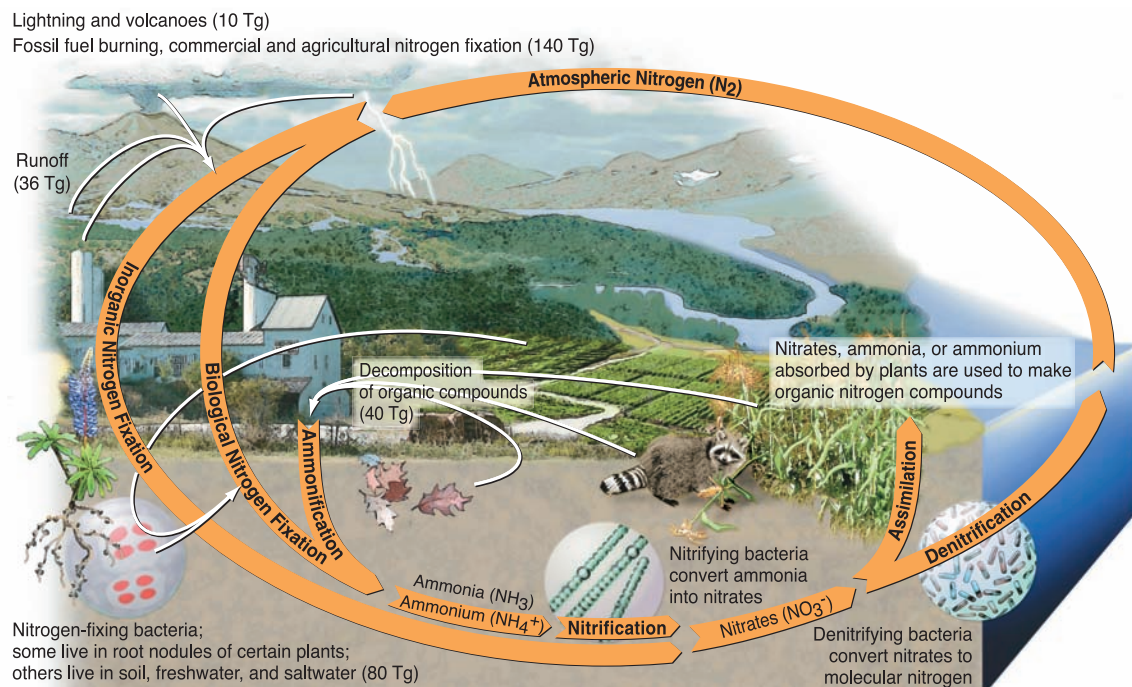 Lightning and volcanoes (10 Tg)
Fossil fuel burning, commercial and agricultural nitrogen fixation (140 Tg)
Atmospheric Nitrogen (N₂)
Runoff
(36 Tg)
Inorganic Nitrogen Fixation
Biological Nitrogen Fixation
Decomposition
of organic compounds
(40 Tg)
Ammonification
Nitrates, ammonia, or ammonium
absorbed by plants are used to make
organic nitrogen compounds
Assimilation
Denitrification
Nitrifying bacteria
convert ammonia
into nitrates
Ammonia (NH₃)
Ammonium (NH₄⁺)
Nitrification
Nitrates (NO₃⁻)
Nitrogen-fixing bacteria;
some live in root nodules of certain plants;
others live in soil, freshwater, and saltwater (80 Tg)
Denitrifying bacteria
convert nitrates to
molecular nitrogen